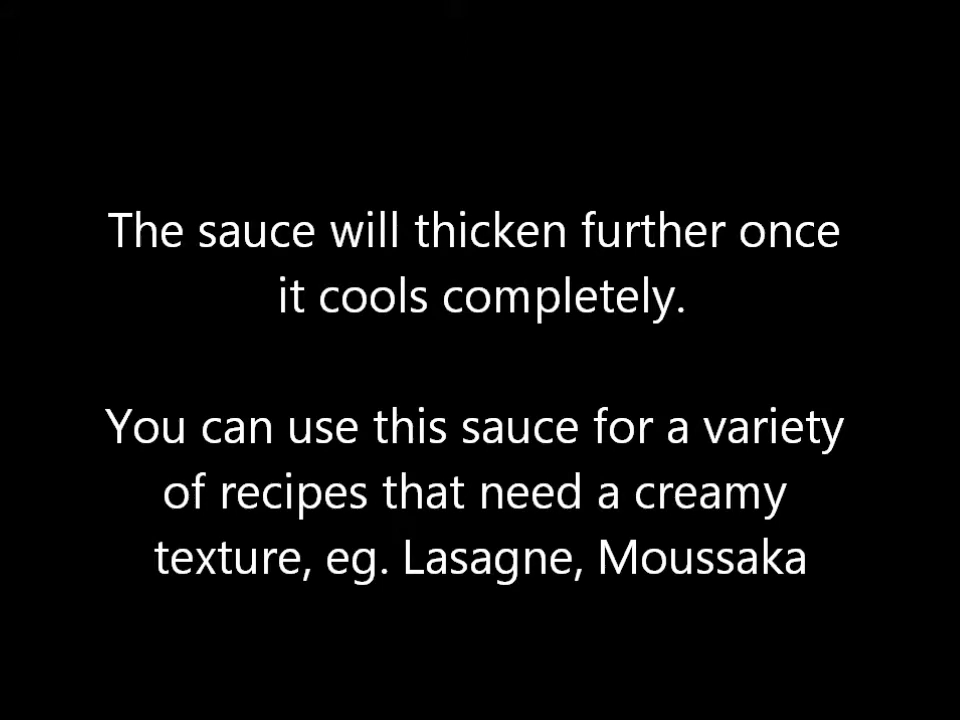 The sauce will thicken further once
it cools completely.
You can use this sauce for a variety
of recipes that need a creamy
texture, eg. Lasagne, Moussaka